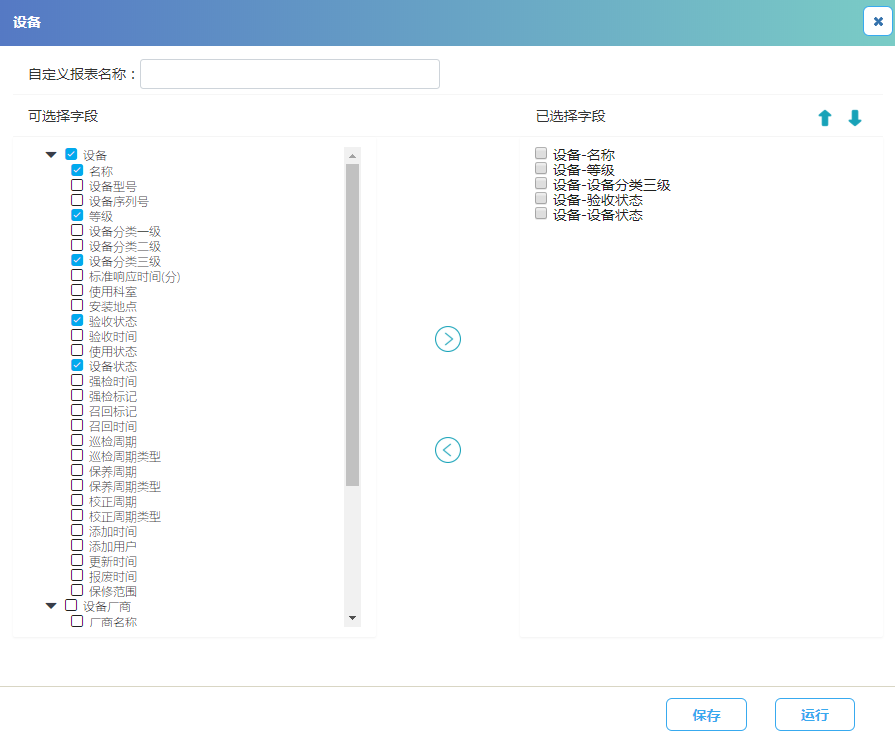 设备
自定义报表名称：
可选择字段
已选择字段
设备
名称
设备型号
设备序列号
等级
设备分类一级
设备分类二级
设备分类三级
标准响应时间(分)
使用科室
安装地点
验收状态
验收时间
使用状态
设备状态
强检时间
强检标记
召回标记
召回时间
巡检周期
巡检周期类型
保养周期
保养周期类型
校正周期
校正周期类型
添加时间
添加用户
更新时间
报废时间
保修范围
设备厂商
厂商名称
设备-名称
设备-等级
设备-设备分类三级
设备-验收状态
设备-设备状态
保存
运行